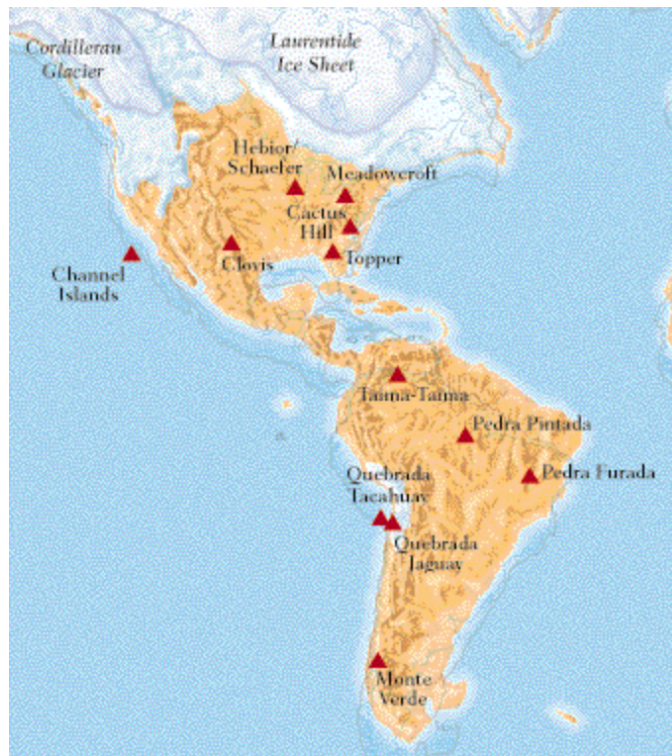 Cordilleran
Glacier
Laurentide
Ice Sheet
Hebior/
Schaefer
Meadowcroft
Cactus
Hill
Clovis
Topper
Channel
Islands
Taima-Taima
Pedra Pintada
Pedra Furada
Quebrada
Tacahuay
Quebrada
Jaguay
Monte
Verde